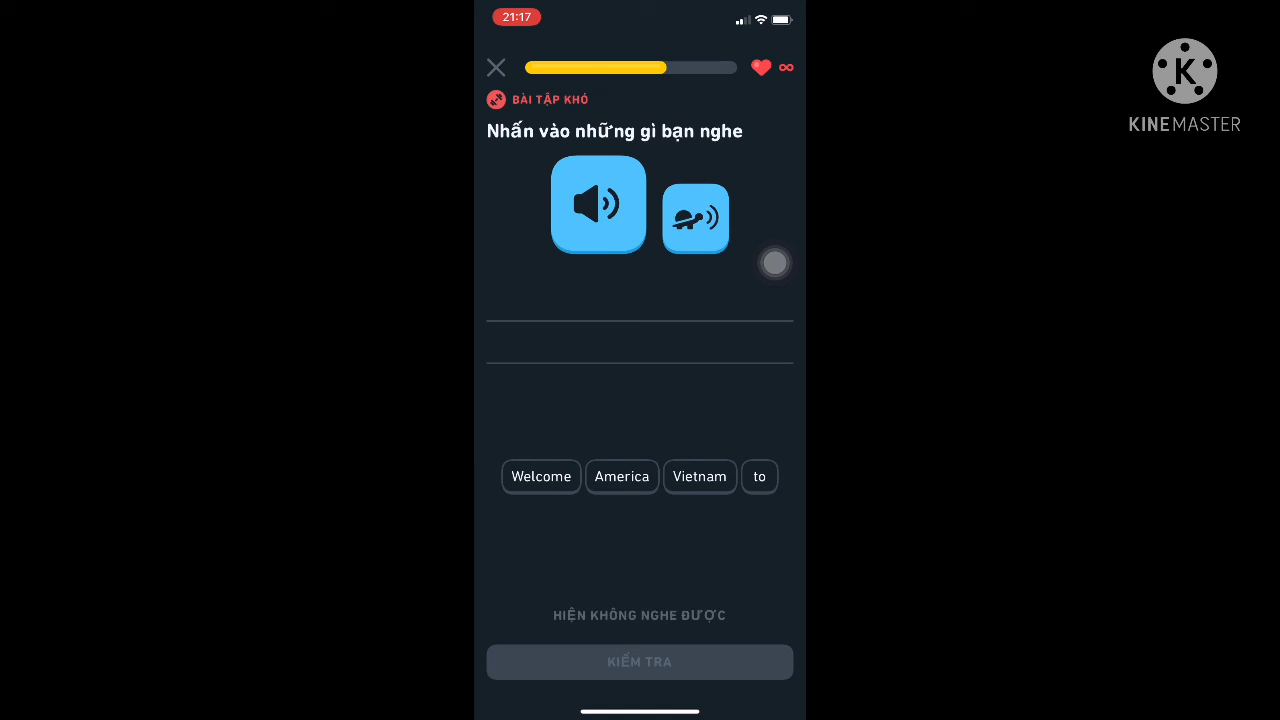 21:17
BÀI TẬP KHÓ
Nhấn vào những gì bạn nghe
Welcome America Vietnam to
HIỆN KHÔNG NGHE ĐƯỢC
KIỂM TRA
K
KINEMASTER